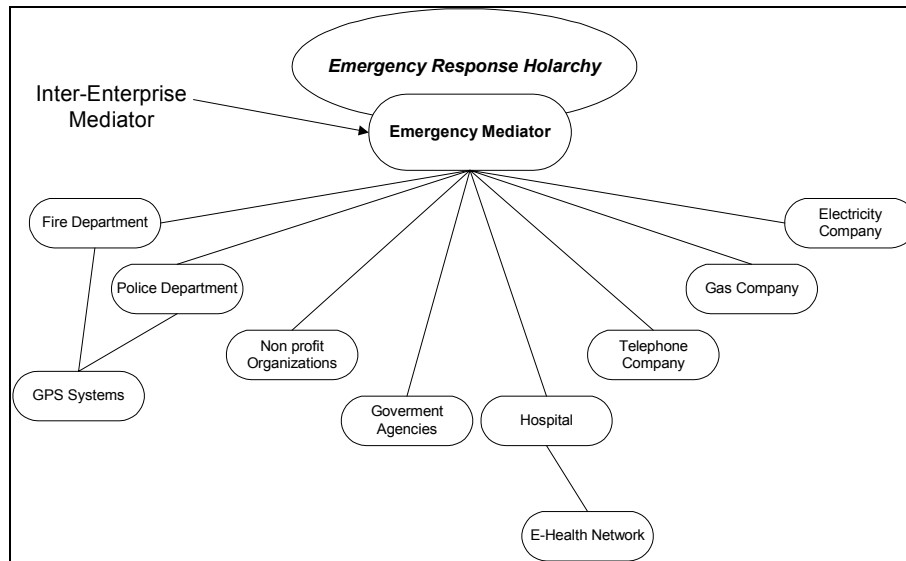 Emergency Response Holarchy
Inter-Enterprise
Mediator
Emergency Mediator
Fire Department
Electricity
Company
Police Department
Gas Company
Non profit
Organizations
Telephone
Company
GPS Systems
Goverment
Agencies
Hospital
E-Health Network